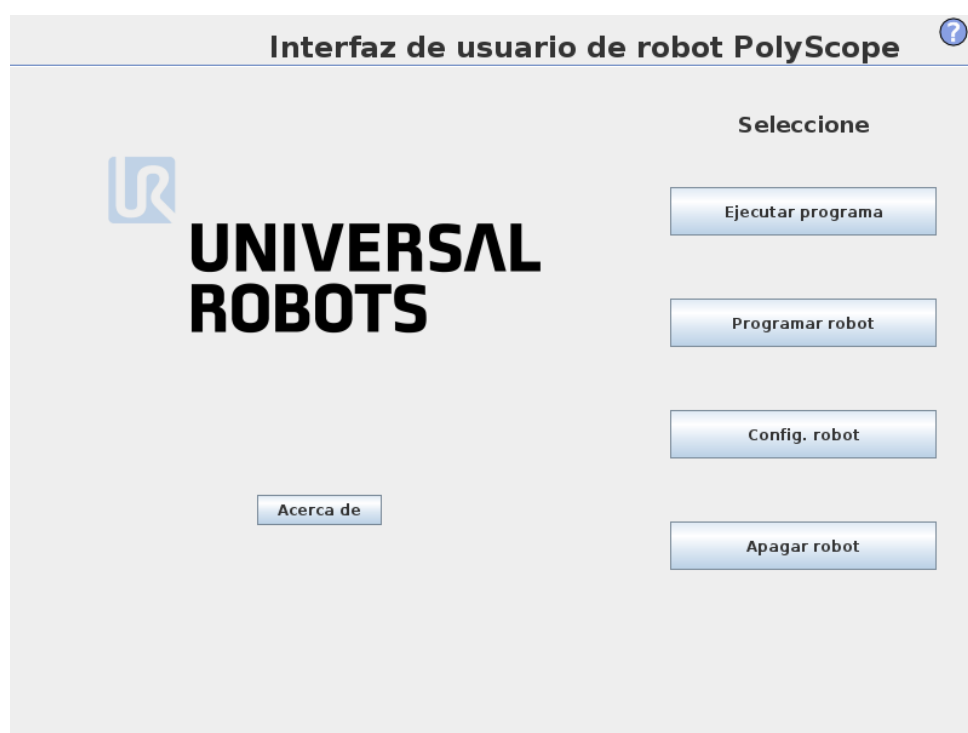 Interfaz de usuario de robot PolyScope
?
Seleccione
UR
UNIVERSAL
ROBOTS
Ejecutar programa
Programar robot
Config. robot
Acerca de
Apagar robot